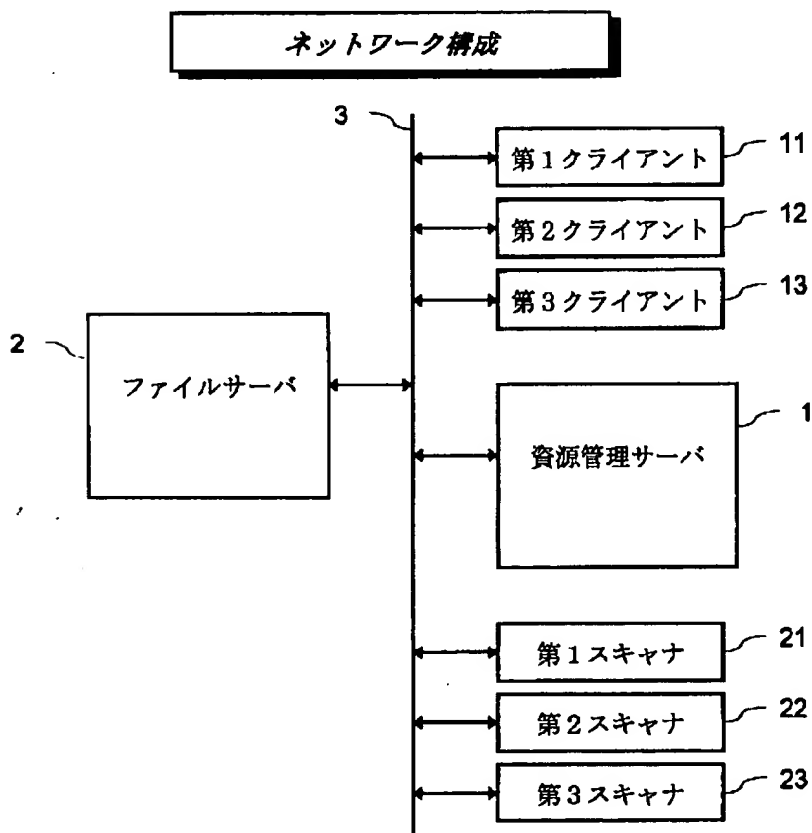 ネットワーク構成
3
第1クライアント 11
第2クライアント 12
第3クライアント 13
2
ファイルサーバ
資源管理サーバ 1
第1スキャナ 21
第2スキャナ 22
第3スキャナ 23